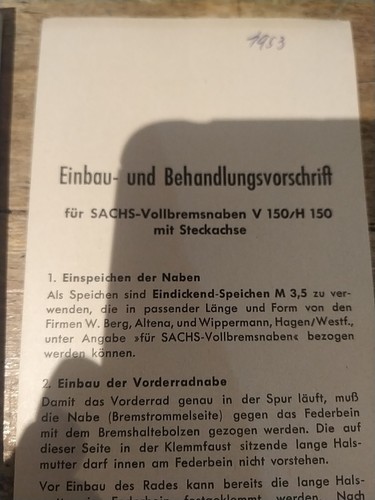 1953
Einbau- und Behandlungsvorschrift
für SACHS-Vollbremsnaben V 150/H 150
mit Steckachse
1. Einspeichen der Naben
Als Speichen sind Eindickend-Speichen M 3,5 zu ver-
wenden, die in passender Länge und Form von den
Firmen W. Berg, Altena, und Wippermann, Hagen/Westf.,
unter Angabe »für SACHS-Vollbremsnaben« bezogen
werden können.
2. Einbau der Vorderradnabe
Damit das Vorderrad genau in der Spur läuft, muß
die Nabe (Bremstrommelseite) gegen das Federbein
mit dem Bremshaltebolzen gezogen werden. Die auf
dieser Seite in der Klemmfaust sitzende lange Hals-
mutter darf innen am Federbein nicht vorstehen.
Vor Einbau des Rades kann bereits die lange Hals-
Federbein festgeklemmt werden. Nach